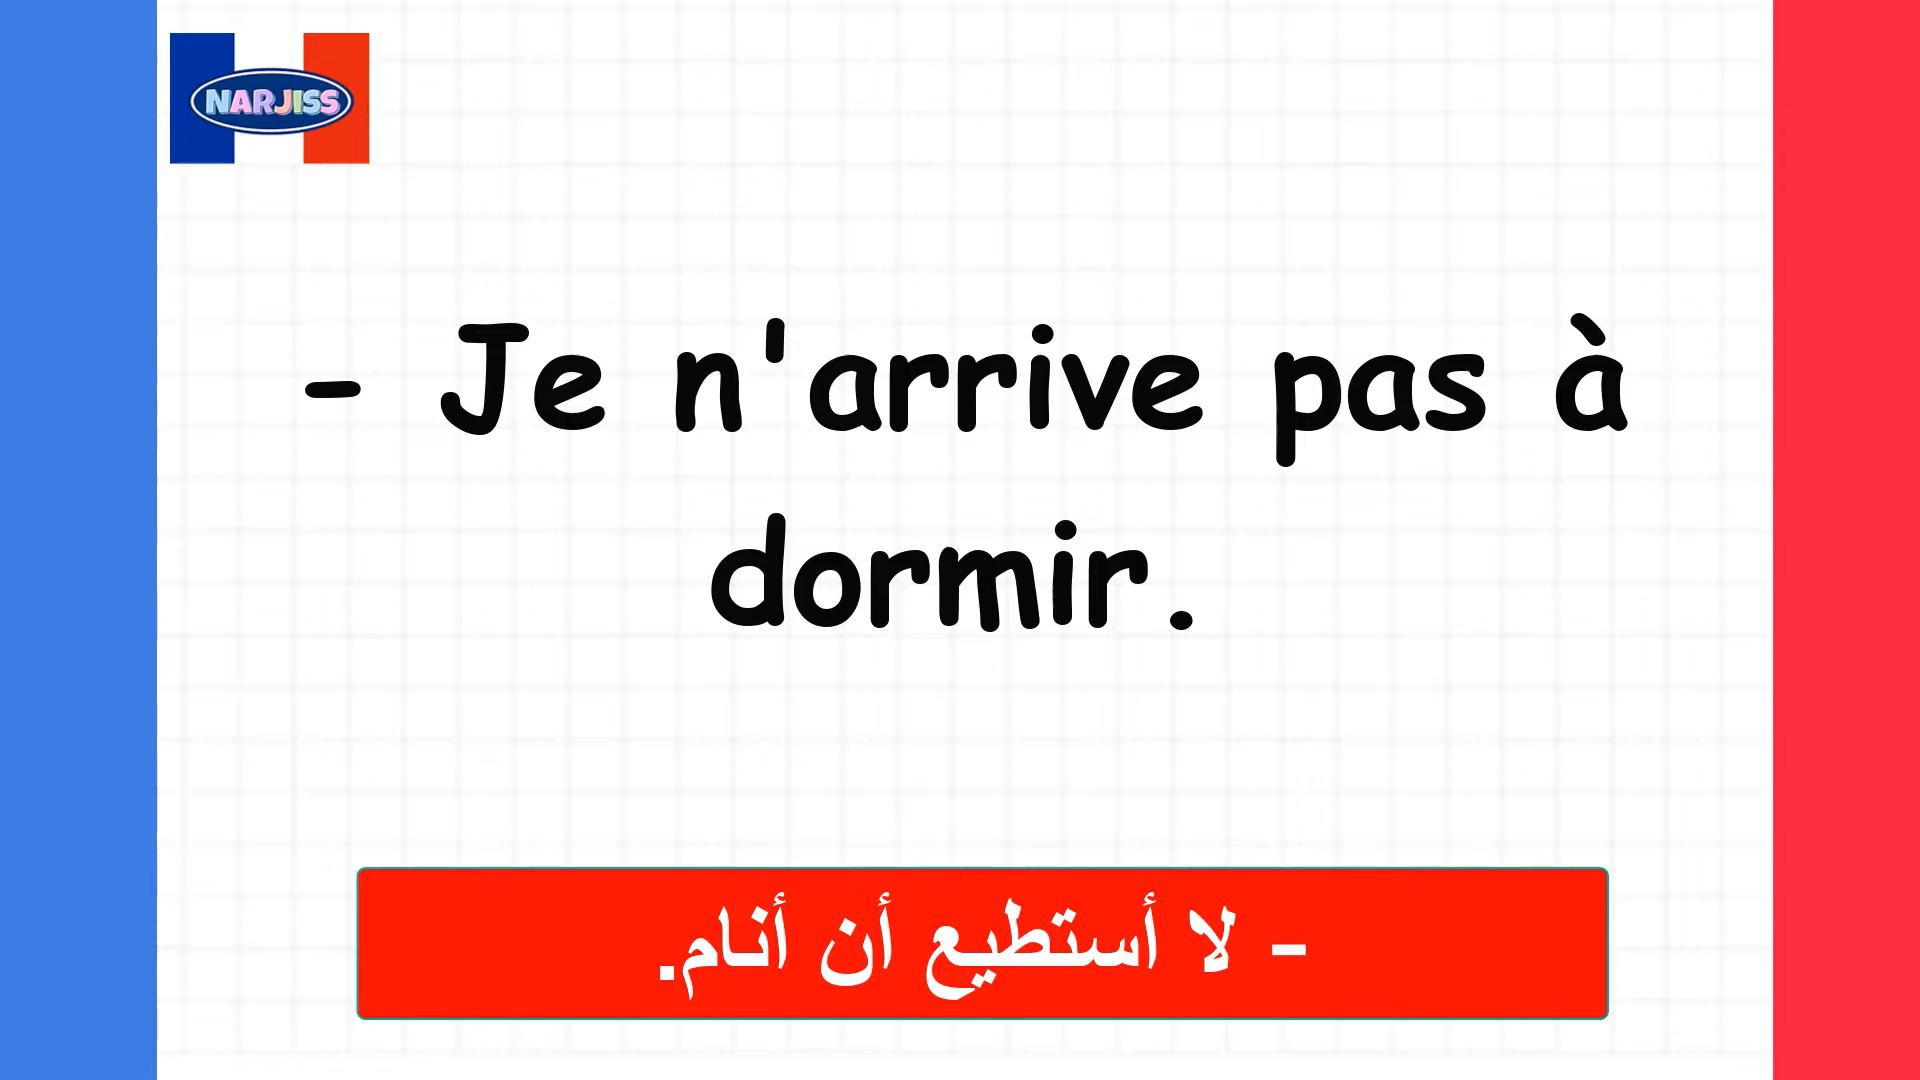 NARJISS
- Je n'arrive pas à
dormir.
- لا أستطيع أن أنام.